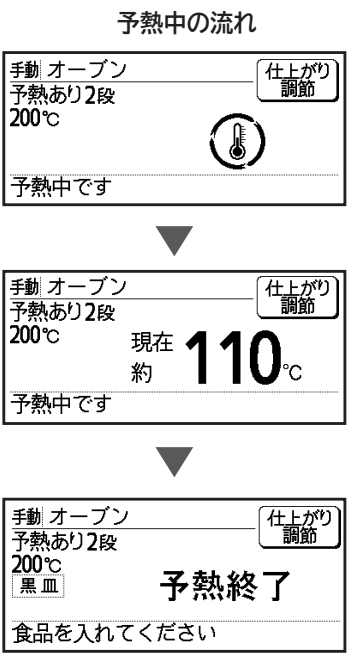 予熱中の流れ
手動 オーブン
仕上がり
調節
予熱あり2段
200℃
予熱中です
手動 オーブン
仕上がり
調節
予熱あり2段
200℃
現在
約 110℃
予熱中です
手動 オーブン
仕上がり
調節
予熱あり2段
200℃
黒皿
予熱終了
食品を入れてください